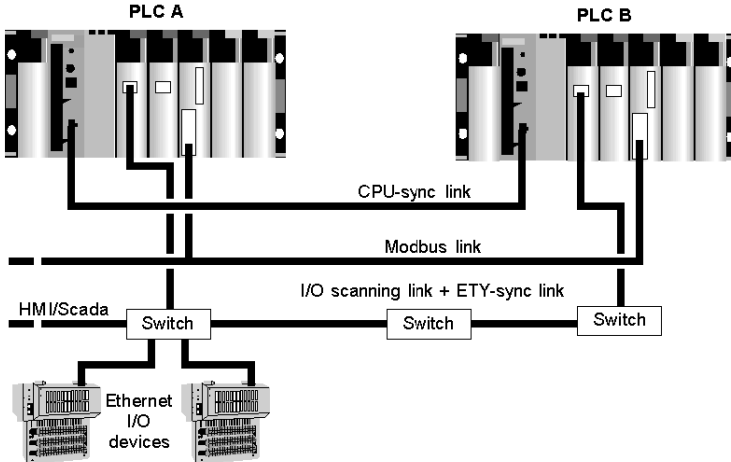 PLC A
PLC B
CPU-sync link
Modbus link
I/O scanning link + ETY-sync link
HMI/Scada
Switch
Switch
Switch
Ethernet
I/O
devices